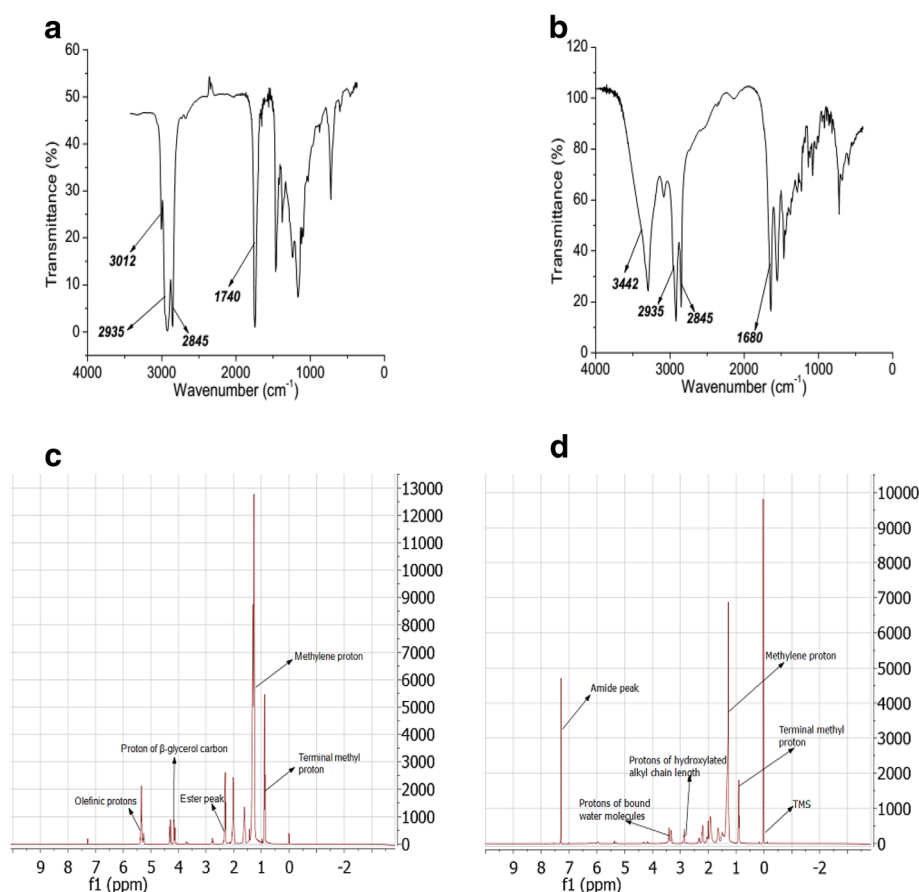 a
60
50
40
30
20
10
0
Transmittance (%)
3012
2935
2845
1740
4000 3000 2000 1000 0
Wavenumber (cm-1)
b
120
100
80
60
40
20
0
Transmittance (%)
3442
2935
2845
1680
4000 3000 2000 1000 0
Wavenumber (cm-1)
c
13000
12000
11000
10000
9000
8000
7000
6000
5000
4000
3000
2000
1000
0
Methylene proton
Proton of β-glycerol carbon
Terminal methyl
proton
Olefinic protons
Ester peak
9 8 7 6 5 4 3 2 1 0 -2
f1 (ppm)
d
10000
9000
8000
7000
6000
5000
4000
3000
2000
1000
0
Amide peak
Methylene proton
Protons of hydroxylated
alkyl chain length
Terminal methyl
proton
Protons of bound
water molecules
TMS
9 8 7 6 5 4 3 2 1 0 -2
f1 (ppm)